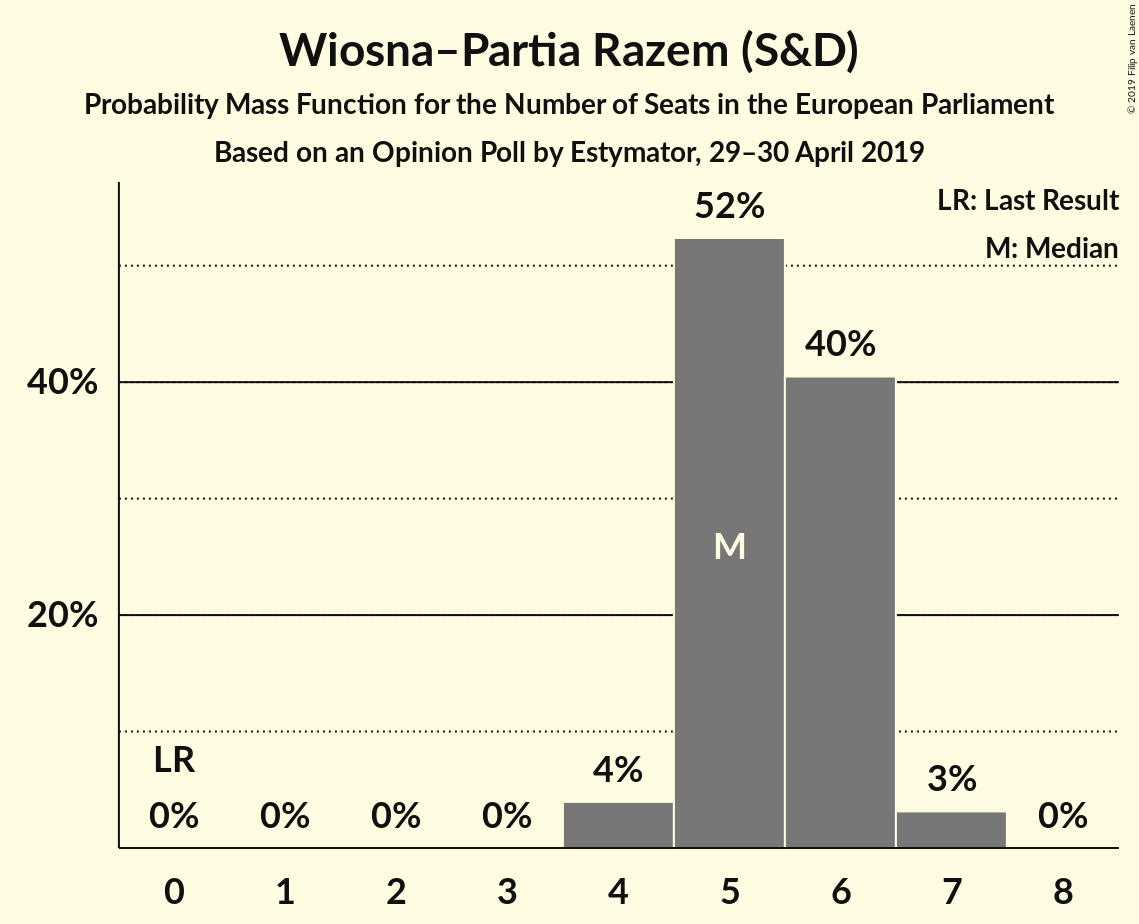 Wiosna–Partia Razem (S&D)
Probability Mass Function for the Number of Seats in the European Parliament
Based on an Opinion Poll by Estymator, 29–30 April 2019
© 2019 Filip van Laenen
LR: Last Result
M: Median
52%
40%
40%
M
20%
LR
0%
0%
0%
0%
4%
3%
0%
0
1
2
3
4
5
6
7
8